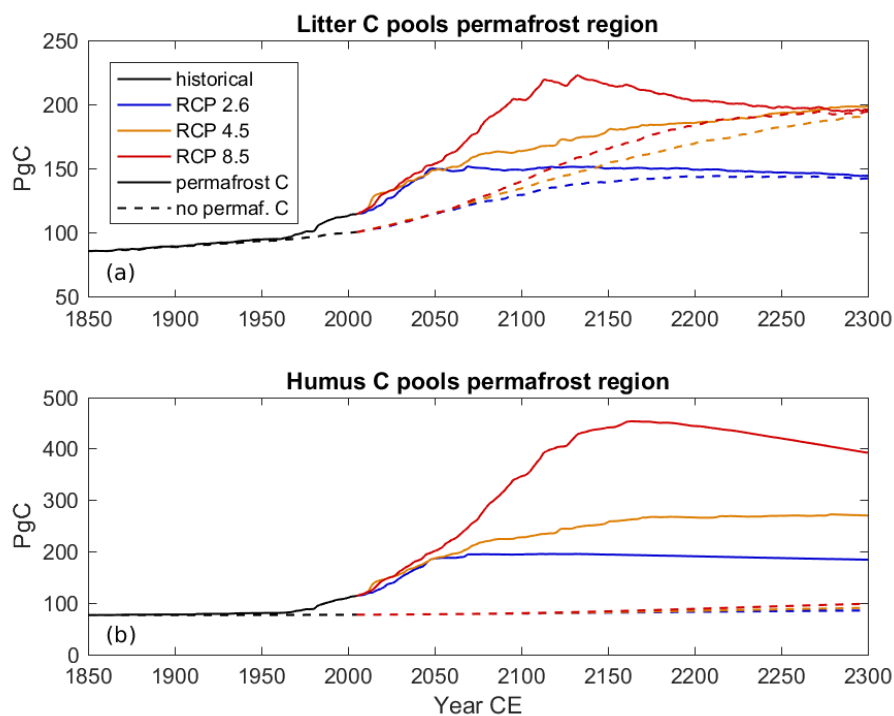 Litter C pools permafrost region
250
200
150
100
50
PgC
historical
RCP 2.6
RCP 4.5
RCP 8.5
permafrost C
no permaf. C
(a)
1850 1900 1950 2000 2050 2100 2150 2200 2250 2300
Humus C pools permafrost region
500
400
300
200
100
0
PgC
(b)
1850 1900 1950 2000 2050 2100 2150 2200 2250 2300
Year CE